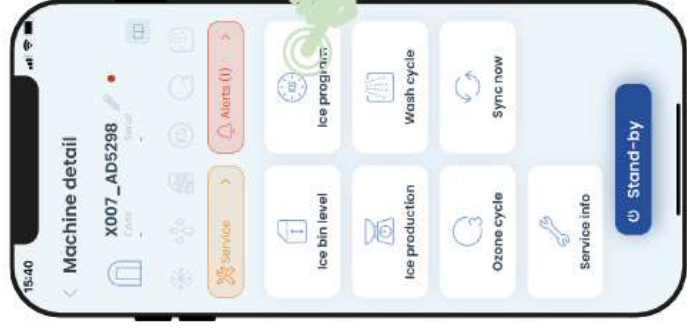 15:40
Machine detail
X007_AD5298
Code
Serial
-
-
Service
Alerts (1)
Ice bin level
KG
Ice program
Ice production
Wash cycle
Ozone cycle
Sync now
Service info
Stand-by